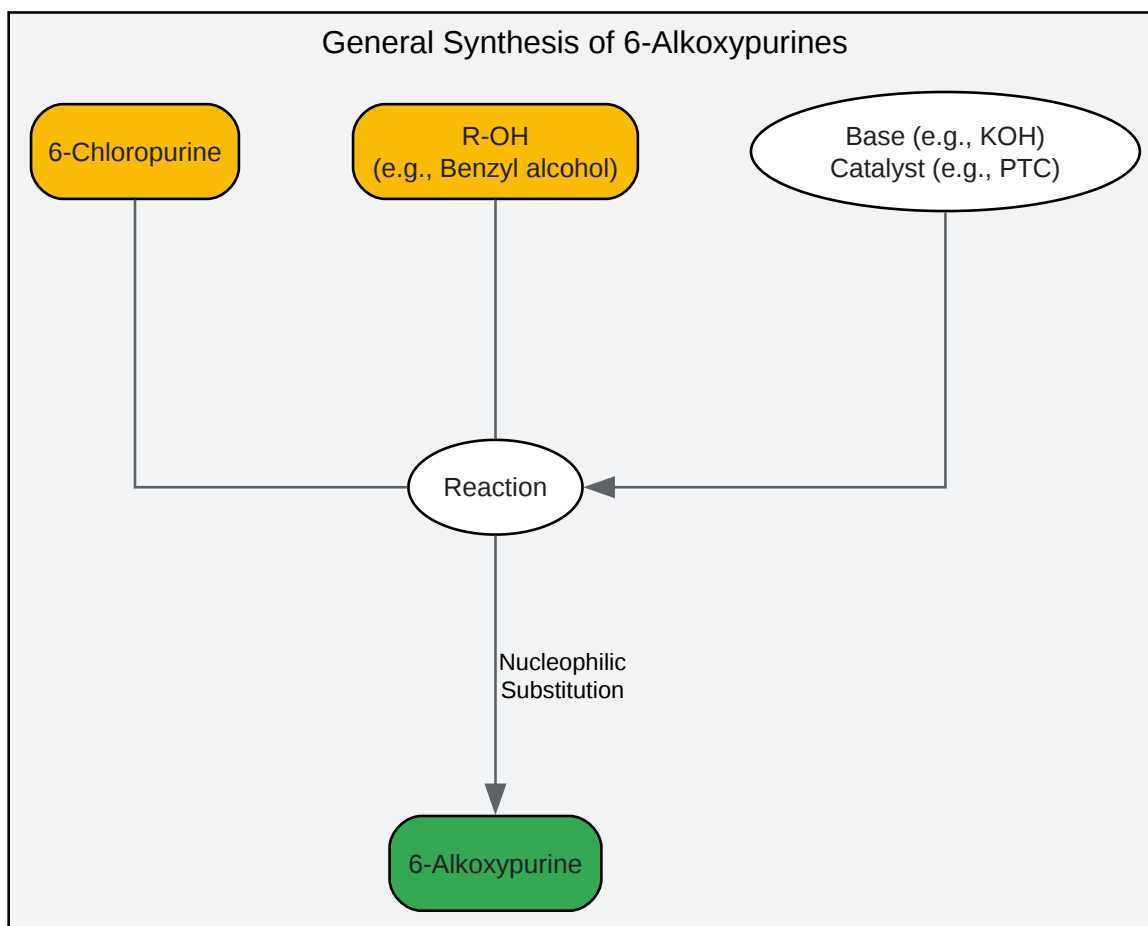 General Synthesis of 6-Alkoxypurines
6-Chloropurine
R-OH
(e.g., Benzyl alcohol)
Base (e.g., KOH)
Catalyst (e.g., PTC)
Reaction
Nucleophilic
Substitution
6-Alkoxypurine